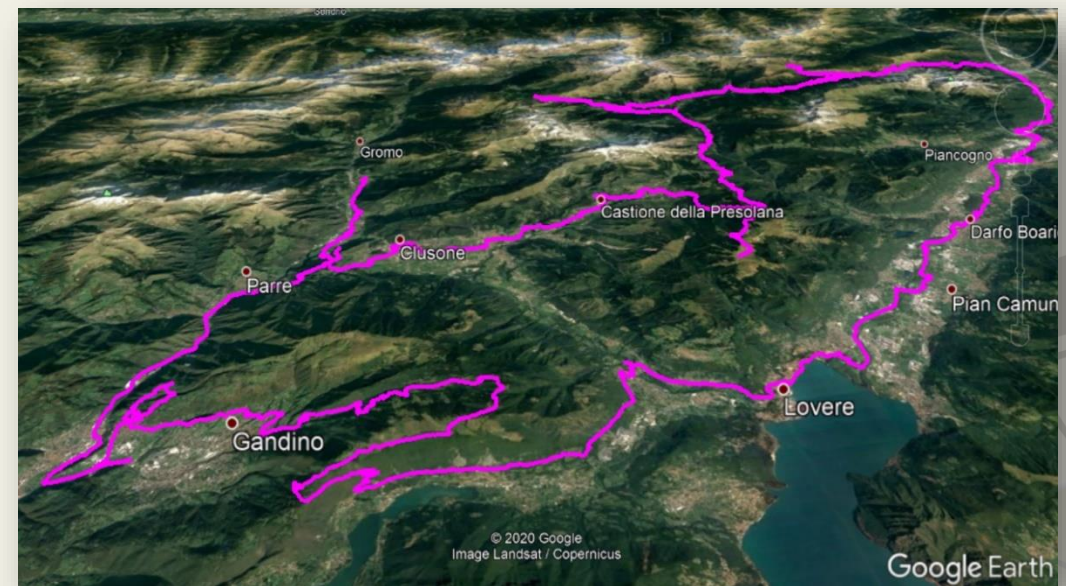 Gromo
Piancogno
Castione della Presolana
Darfo Boari
Clusone
Parre
Pian Camun
Lovere
Gandino
© 2020 Google
Image Landsat / Copernicus
Google Earth